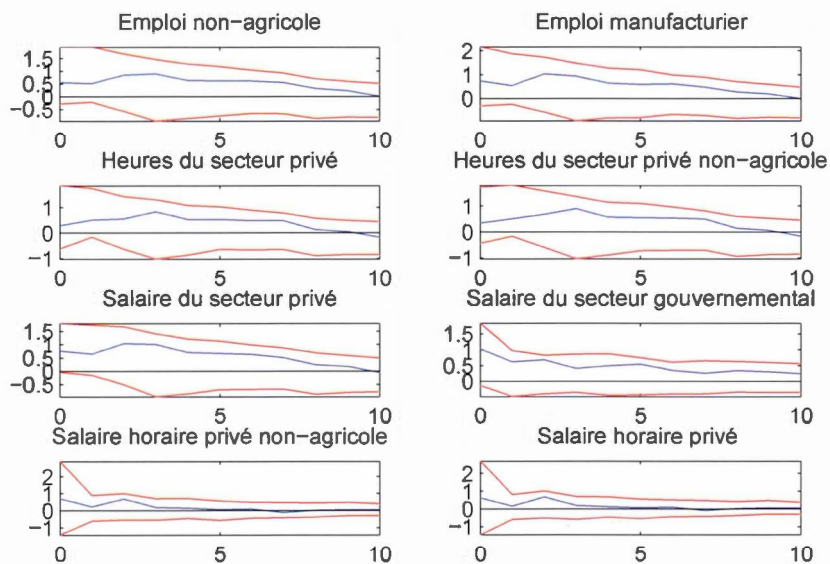 Emploi non-agricole
1.5
1
0.5
0
−0.5
0 5 10
Emploi manufacturier
2
1
0
0 5 10
Heures du secteur privé
1
0
−1
0 5 10
Heures du secteur privé non-agricole
1
0
−1
0 5 10
Salaire du secteur privé
1.5
1
0.5
0
−0.5
0 5 10
Salaire du secteur gouvernemental
1.5
1
0.5
0
0 5 10
Salaire horaire privé non-agricole
2
1
0
−1
0 5 10
Salaire horaire privé
2
1
0
−1
0 5 10